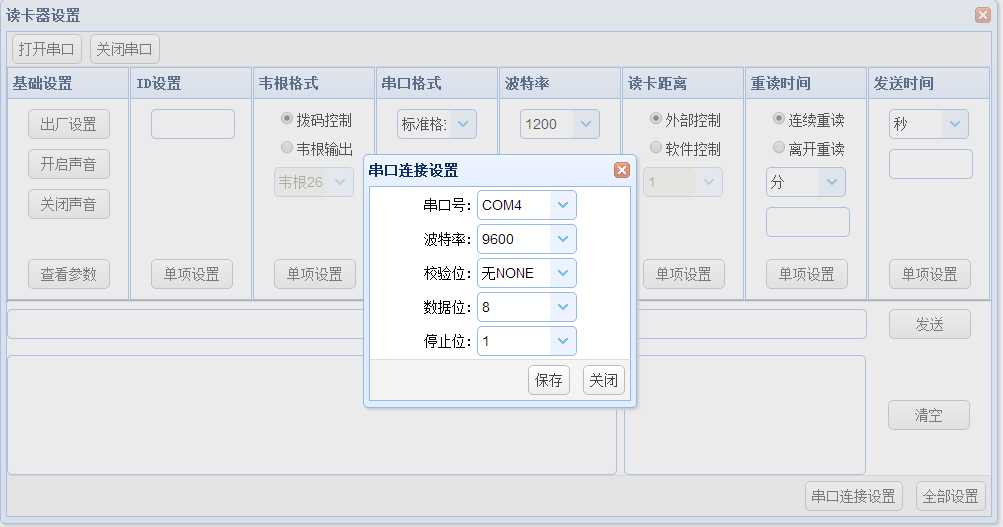 读卡器设置
打开串口 关闭串口
基础设置 ID设置 韦根格式 串口格式 波特率 读卡距离 重读时间 发送时间
出厂设置 拨码控制 标准格: 1200 外部控制 连续重读 秒
开启声音 韦根输出 软件控制 离开重读
关闭声音 韦根26 1 分
查看参数 单项设置 单项设置 单项设置 单项设置 单项设置
串口连接设置
串口号: COM4
波特率: 9600
校验位: 无NONE
数据位: 8
停止位: 1
保存 关闭
发送
清空
串口连接设置 全部设置